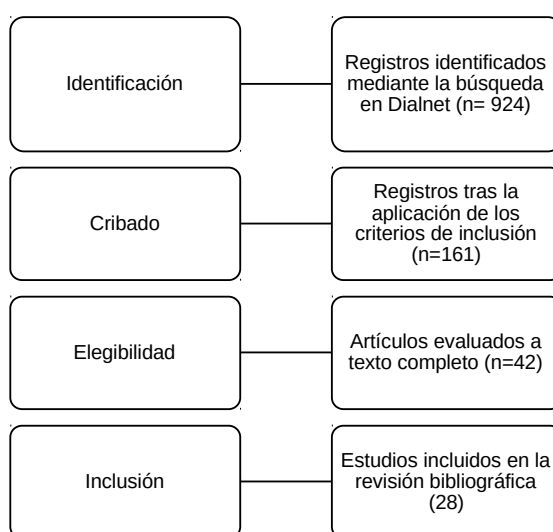 Identificación
Registros identificados
mediante la búsqueda
en Dialnet (n= 924)
Cribado
Registros tras la
aplicación de los
criterios de inclusión
(n=161)
Elegibilidad
Artículos evaluados a
texto completo (n=42)
Inclusión
Estudios incluidos en la
revisión bibliográfica
(28)